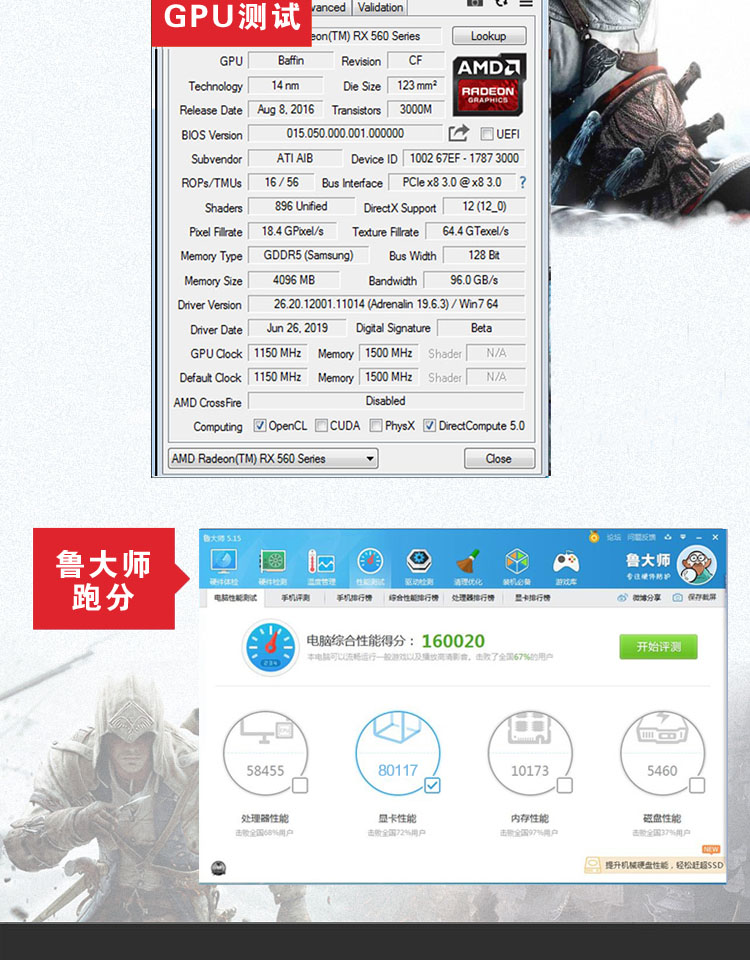 GPU测试
Advanced Validation
eon(TM) RX 560 Series Lookup
GPU Baffin Revision CF
Technology 14 nm Die Size 123 mm²
Release Date Aug 8, 2016 Transistors 3000M
AMD
RADEON
GRAPHICS
BIOS Version 015.050.000.001.000000 UEFI
Subvendor ATI AIB Device ID 1002 67EF - 1787 3000
ROPs/TMUs 16 / 56 Bus Interface PCIe x8 3.0 @ x8 3.0 ?
Shaders 896 Unified DirectX Support 12 (12_0)
Pixel Fillrate 18.4 GPixel/s Texture Fillrate 64.4 GTexel/s
Memory Type GDDR5 (Samsung) Bus Width 128 Bit
Memory Size 4096 MB Bandwidth 96.0 GB/s
Driver Version 26.20.12001.11014 (Adrenalin 19.6.3) / Win7 64
Driver Date Jun 26, 2019 Digital Signature Beta
GPU Clock 1150 MHz Memory 1500 MHz Shader N/A
Default Clock 1150 MHz Memory 1500 MHz Shader N/A
AMD CrossFire Disabled
Computing OpenCL CUDA PhysX DirectCompute 5.0
AMD Radeon(TM) RX 560 Series Close
鲁大师
跑分
鲁大师 5.15 论坛 问题反馈
硬件体检 硬件检测 温度管理 性能测试 驱动检测 清理优化 装机必备 游戏库
鲁大师
专注硬件防护
电脑性能测试 手机评测 手机排行榜 综合性能排行榜 处理器排行榜 显卡排行榜 微博分享 保存截屏
电脑综合性能得分： 160020
本电脑可以流畅运行一般游戏以及播放高清影音。击败了全国67%的用户
开始评测
58455 80117 10173 5460
处理器性能 显卡性能 内存性能 磁盘性能
击败全国68%用户 击败全国72%用户 击败全国97%用户 击败全国37%用户
NEW
提升机械硬盘性能，轻松赶超SSD